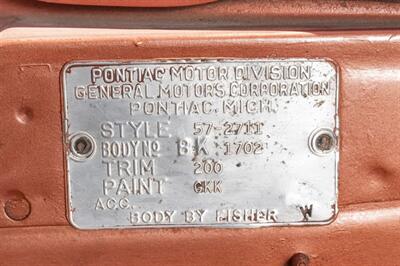 PONTIAC MOTOR DIVISION
GENERAL MOTORS CORPORATION
PONTIAC, MICH.
STYLE 57-2711
BODY NO BK 1702
TRIM 200
PAINT GKK
ACC.
BODY BY FISHER W